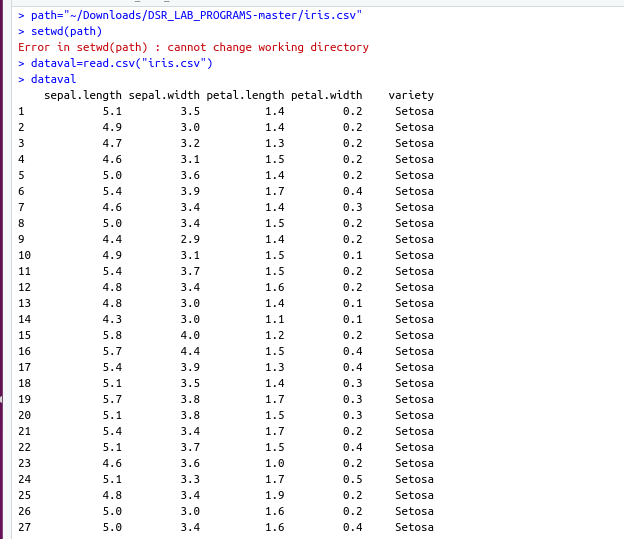 > path="~/Downloads/DSR_LAB_PROGRAMS-master/iris.csv"
> setwd(path)
Error in setwd(path) : cannot change working directory
> dataval=read.csv("iris.csv")
> dataval
sepal.length sepal.width petal.length petal.width variety
1 5.1 3.5 1.4 0.2 Setosa
2 4.9 3.0 1.4 0.2 Setosa
3 4.7 3.2 1.3 0.2 Setosa
4 4.6 3.1 1.5 0.2 Setosa
5 5.0 3.6 1.4 0.2 Setosa
6 5.4 3.9 1.7 0.4 Setosa
7 4.6 3.4 1.4 0.3 Setosa
8 5.0 3.4 1.5 0.2 Setosa
9 4.4 2.9 1.4 0.2 Setosa
10 4.9 3.1 1.5 0.1 Setosa
11 5.4 3.7 1.5 0.2 Setosa
12 4.8 3.4 1.6 0.2 Setosa
13 4.8 3.0 1.4 0.1 Setosa
14 4.3 3.0 1.1 0.1 Setosa
15 5.8 4.0 1.2 0.2 Setosa
16 5.7 4.4 1.5 0.4 Setosa
17 5.4 3.9 1.3 0.4 Setosa
18 5.1 3.5 1.4 0.3 Setosa
19 5.7 3.8 1.7 0.3 Setosa
20 5.1 3.8 1.5 0.3 Setosa
21 5.4 3.4 1.7 0.2 Setosa
22 5.1 3.7 1.5 0.4 Setosa
23 4.6 3.6 1.0 0.2 Setosa
24 5.1 3.3 1.7 0.5 Setosa
25 4.8 3.4 1.9 0.2 Setosa
26 5.0 3.0 1.6 0.2 Setosa
27 5.0 3.4 1.6 0.4 Setosa